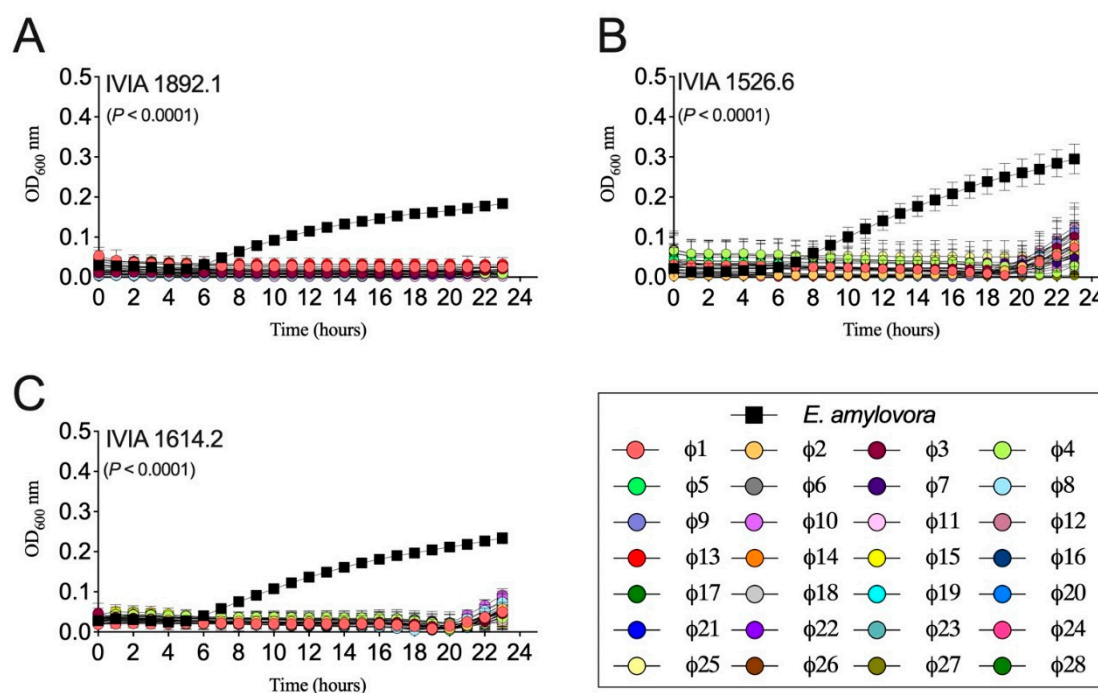 A
IVIA 1892.1
(P < 0.0001)
0.5
0.4
0.3
0.2
0.1
0.0
OD600 nm
0 2 4 6 8 10 12 14 16 18 20 22 24
Time (hours)
B
IVIA 1526.6
(P < 0.0001)
0.5
0.4
0.3
0.2
0.1
0.0
OD600 nm
0 2 4 6 8 10 12 14 16 18 20 22 24
Time (hours)
C
IVIA 1614.2
(P < 0.0001)
0.5
0.4
0.3
0.2
0.1
0.0
OD600 nm
0 2 4 6 8 10 12 14 16 18 20 22 24
Time (hours)
E. amylovora
ϕ1 ϕ2 ϕ3 ϕ4
ϕ5 ϕ6 ϕ7 ϕ8
ϕ9 ϕ10 ϕ11 ϕ12
ϕ13 ϕ14 ϕ15 ϕ16
ϕ17 ϕ18 ϕ19 ϕ20
ϕ21 ϕ22 ϕ23 ϕ24
ϕ25 ϕ26 ϕ27 ϕ28